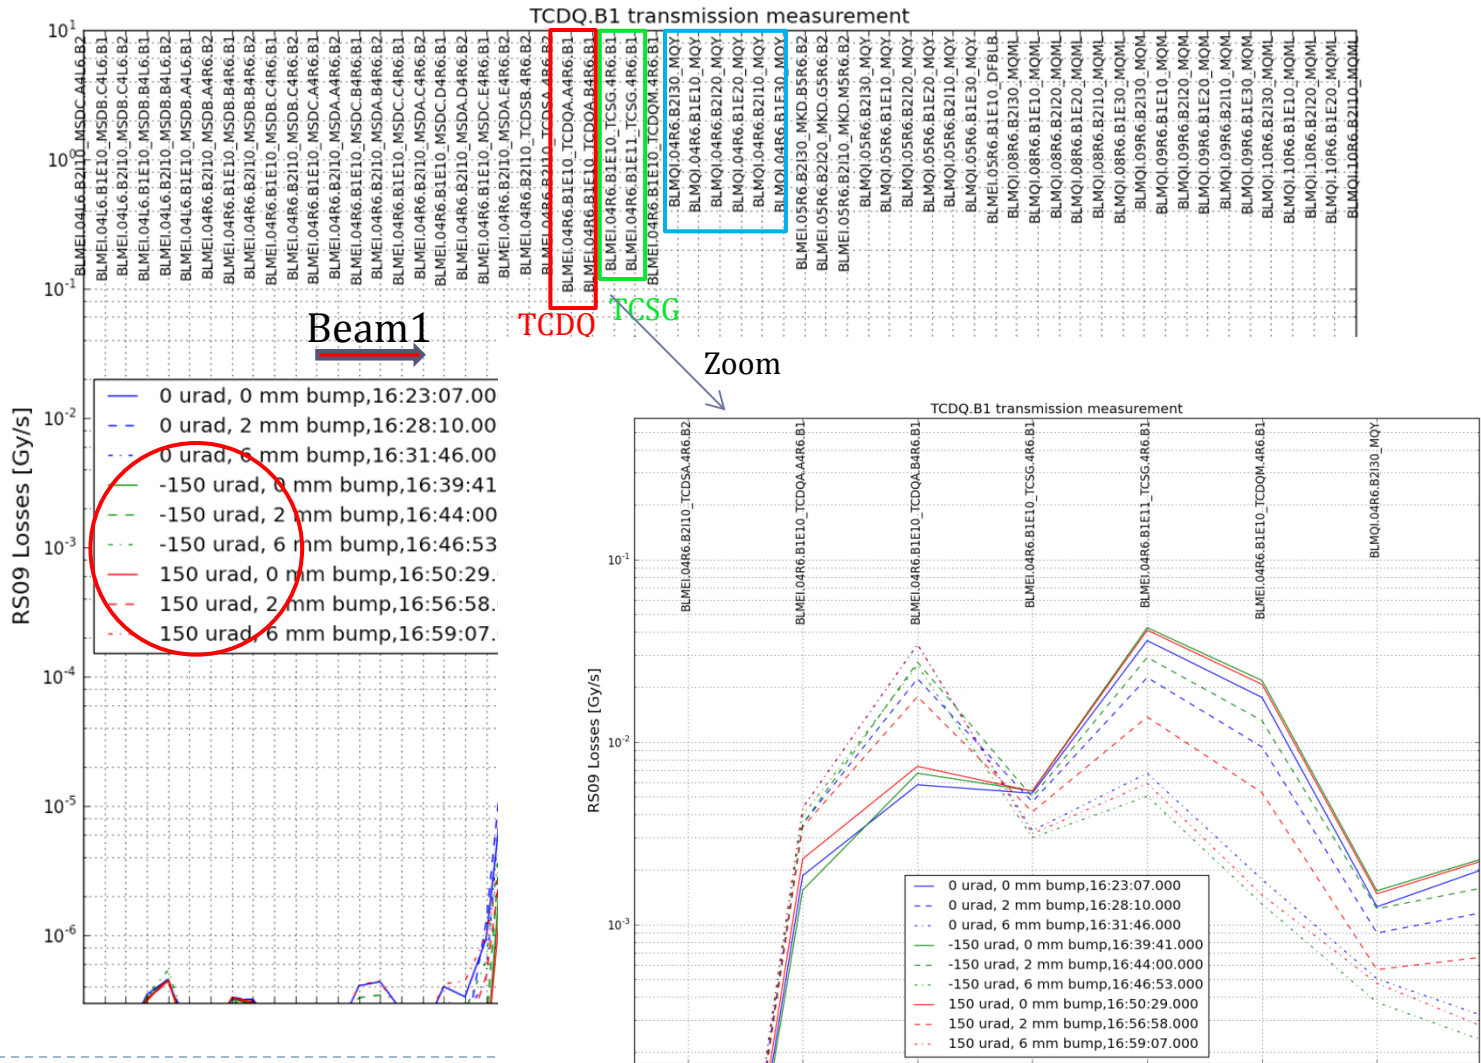 TCDQ.B1 transmission measurement
10^1
10^0
10^-1
10^-2
10^-3
10^-4
10^-5
10^-6
RS09 Losses [Gy/s]
BLMEI.04L6.B2I10_MSDC.A4L6.B2
BLMEI.04L6.B1E10_MSDB.C4L6.B1
BLMEI.04L6.B2I10_MSDB.C4L6.B2
BLMEI.04L6.B1E10_MSDB.A4L6.B1
BLMEI.04R6.B2I10_MSDB.A4R6.B2
BLMEI.04R6.B1E10_MSDB.B4R6.B1
BLMEI.04R6.B2I10_MSDB.B4R6.B2
BLMEI.04R6.B1E10_MSDB.C4R6.B1
BLMEI.04R6.B2I10_MSDB.C4R6.B2
BLMEI.04R6.B1E10_MSDC.A4R6.B1
BLMEI.04R6.B2I10_MSDA.A4R6.B2
BLMEI.04R6.B1E10_MSDC.B4R6.B1
BLMEI.04R6.B2I10_MSDA.B4R6.B2
BLMEI.04R6.B1E10_MSDC.C4R6.B1
BLMEI.04R6.B2I10_MSDA.C4R6.B2
BLMEI.04R6.B1E10_MSDC.D4R6.B1
BLMEI.04R6.B2I10_MSDA.D4R6.B2
BLMEI.04R6.B1E10_MSDC.E4R6.B1
BLMEI.04R6.B2I10_MSDA.E4R6.B2
BLMEI.04R6.B2I10_TCDSB.4R6.B2
BLMEI.04R6.B2I10_TCDSA.4R6.B2
BLMEI.04R6.B1E10_TCDQA.A4R6.B1
BLMEI.04R6.B1E10_TCDQA.B4R6.B1
BLMEI.04R6.B1E10_TCSG.4R6.B1
BLMEI.04R6.B1E11_TCSG.4R6.B1
BLMEI.04R6.B1E10_TCDQM.4R6.B1
BLMQI.04R6.B2I30_MQY
BLMQI.04R6.B1E10_MQY
BLMQI.04R6.B2I20_MQY
BLMQI.04R6.B1E20_MQY
BLMQI.04R6.B2I10_MQY
BLMQI.04R6.B1E30_MQY
BLMEI.05R6.B2I30_MKD.B5R6.B2
BLMEI.05R6.B2I20_MKD.G5R6.B2
BLMEI.05R6.B2I10_MKD.M5R6.B2
BLMQI.05R6.B2I30_MQY
BLMQI.05R6.B1E10_MQY
BLMQI.05R6.B2I20_MQY
BLMQI.05R6.B1E20_MQY
BLMQI.05R6.B2I10_MQY
BLMQI.05R6.B1E30_MQY
BLMEI.05R6.B1E10_DFBLB
BLMQI.08R6.B2I30_MQML
BLMQI.08R6.B1E10_MQML
BLMQI.08R6.B2I20_MQML
BLMQI.08R6.B1E20_MQML
BLMQI.08R6.B2I10_MQML
BLMQI.08R6.B1E30_MQML
BLMQI.09R6.B2I30_MQM
BLMQI.09R6.B1E10_MQM
BLMQI.09R6.B2I20_MQM
BLMQI.09R6.B1E20_MQM
BLMQI.09R6.B2I10_MQM
BLMQI.09R6.B1E30_MQM
BLMQI.10R6.B2I30_MQML
BLMQI.10R6.B1E10_MQML
BLMQI.10R6.B2I20_MQML
BLMQI.10R6.B1E20_MQML
BLMQI.10R6.B2I10_MQML
TCDQ
TCSG
Beam1
Zoom
0 urad, 0 mm bump,16:23:07.00
0 urad, 2 mm bump,16:28:10.00
0 urad, 6 mm bump,16:31:46.00
-150 urad, 0 mm bump,16:39:41
-150 urad, 2 mm bump,16:44:00
-150 urad, 6 mm bump,16:46:53
150 urad, 0 mm bump,16:50:29.
150 urad, 2 mm bump,16:56:58.
150 urad, 6 mm bump,16:59:07.
TCDQ.B1 transmission measurement
BLMEI.04R6.B2I10_TCDSA.4R6.B2
BLMEI.04R6.B1E10_TCDQA.A4R6.B1
BLMEI.04R6.B1E10_TCDQA.B4R6.B1
BLMEI.04R6.B1E10_TCSG.4R6.B1
BLMEI.04R6.B1E11_TCSG.4R6.B1
BLMEI.04R6.B1E10_TCDQM.4R6.B1
BLMQI.04R6.B2I30_MQY
10^-1
10^-2
10^-3
RS09 Losses [Gy/s]
0 urad, 0 mm bump,16:23:07.000
0 urad, 2 mm bump,16:28:10.000
0 urad, 6 mm bump,16:31:46.000
-150 urad, 0 mm bump,16:39:41.000
-150 urad, 2 mm bump,16:44:00.000
-150 urad, 6 mm bump,16:46:53.000
150 urad, 0 mm bump,16:50:29.000
150 urad, 2 mm bump,16:56:58.000
150 urad, 6 mm bump,16:59:07.000